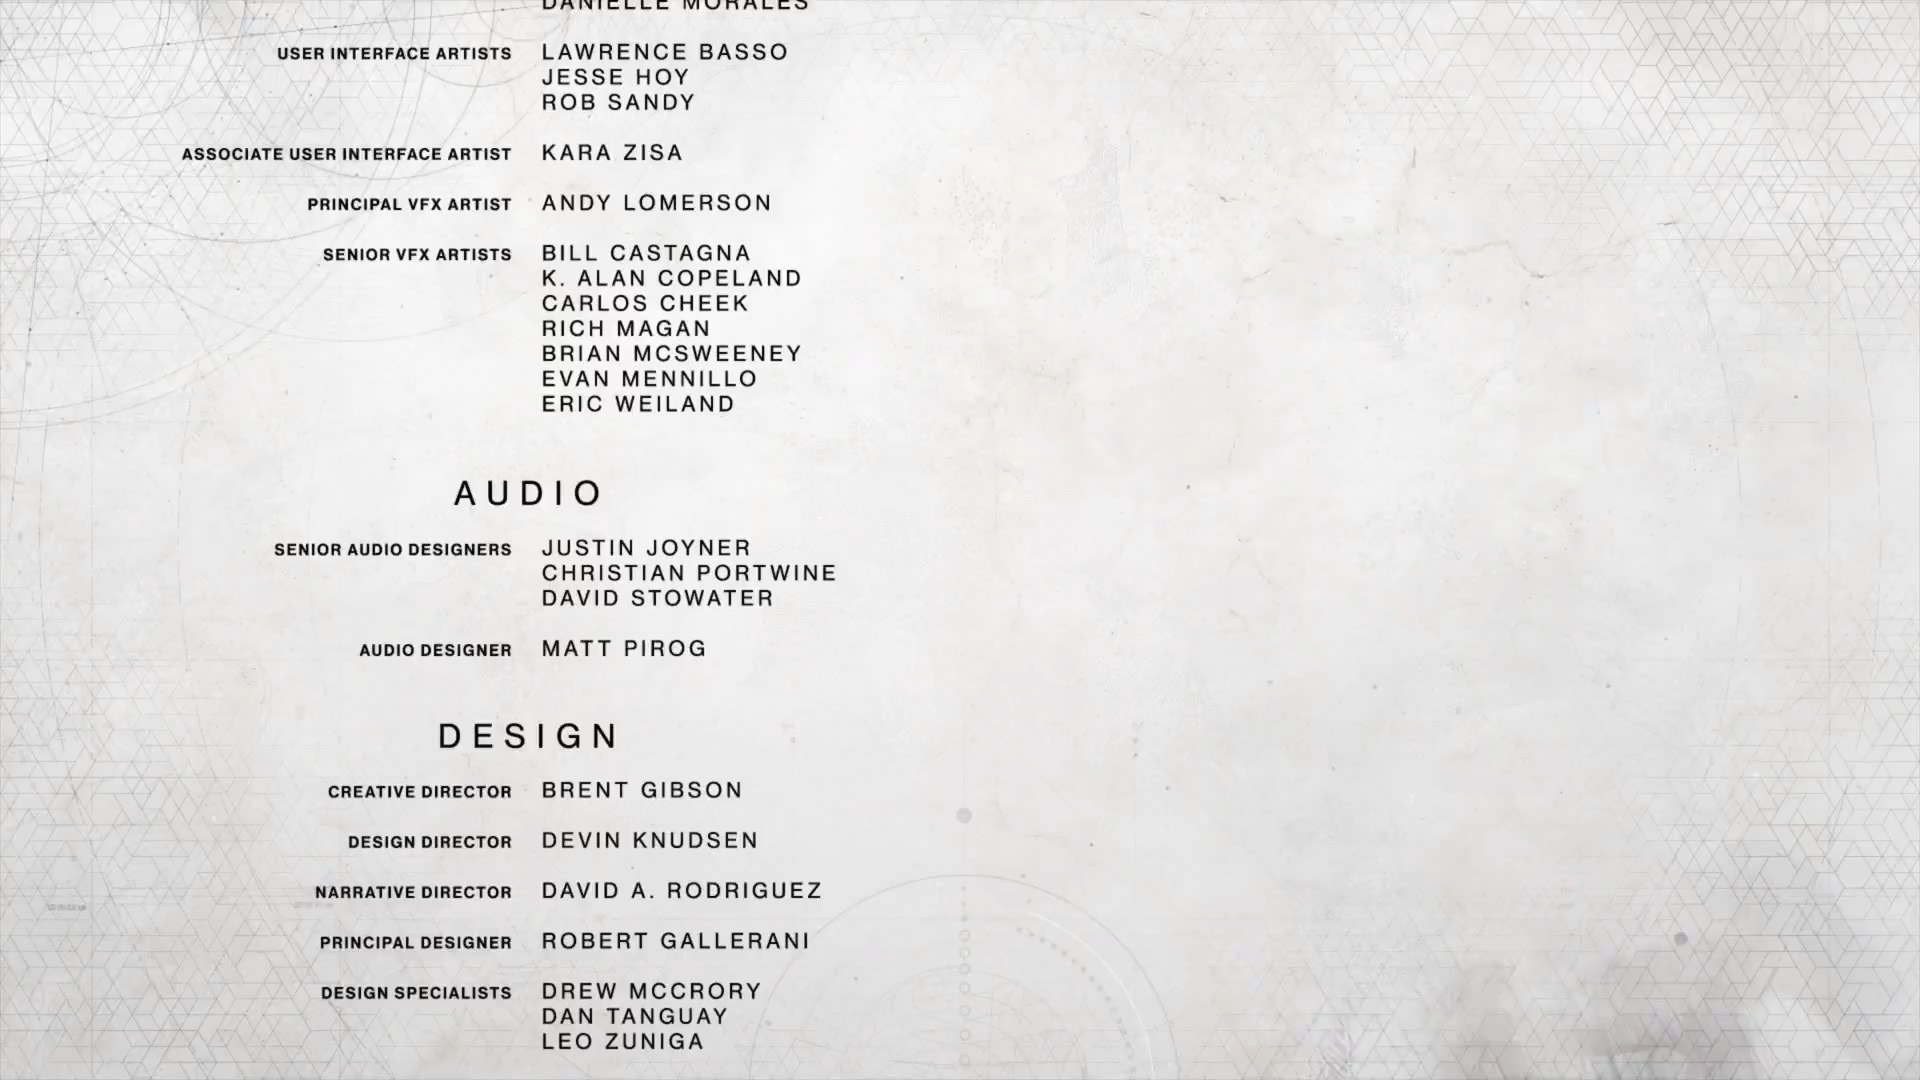 DANIELLE MORALES
USER INTERFACE ARTISTS LAWRENCE BASSO
JESSE HOY
ROB SANDY
ASSOCIATE USER INTERFACE ARTIST KARA ZISA
PRINCIPAL VFX ARTIST ANDY LOMERSON
SENIOR VFX ARTISTS BILL CASTAGNA
K. ALAN COPELAND
CARLOS CHEEK
RICH MAGAN
BRIAN MCSWEENEY
EVAN MENNILLO
ERIC WEILAND
AUDIO
SENIOR AUDIO DESIGNERS JUSTIN JOYNER
CHRISTIAN PORTWINE
DAVID STOWATER
AUDIO DESIGNER MATT PIROG
DESIGN
CREATIVE DIRECTOR BRENT GIBSON
DESIGN DIRECTOR DEVIN KNUDSEN
NARRATIVE DIRECTOR DAVID A. RODRIGUEZ
PRINCIPAL DESIGNER ROBERT GALLERANI
DESIGN SPECIALISTS DREW MCCRORY
DAN TANGUAY
LEO ZUNIGA